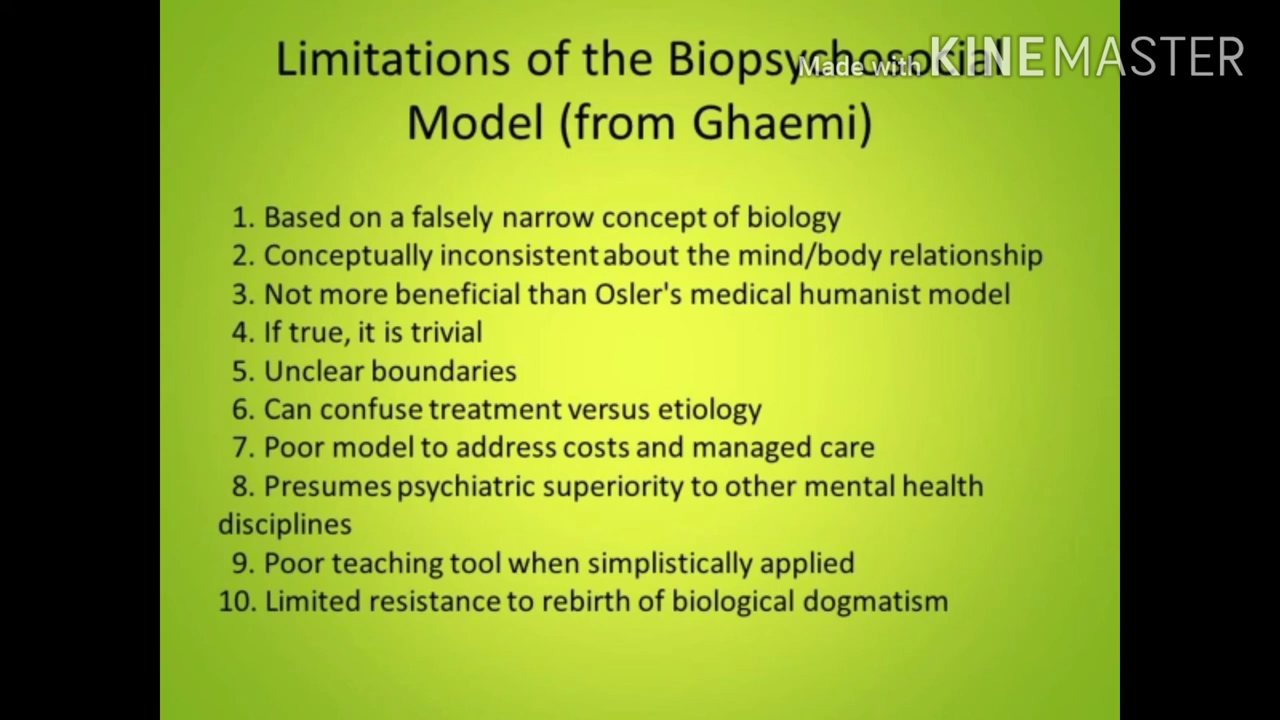 Limitations of the Biopsychosocial
Made with KINEMASTER
Model (from Ghaemi)
1. Based on a falsely narrow concept of biology
2. Conceptually inconsistent about the mind/body relationship
3. Not more beneficial than Osler's medical humanist model
4. If true, it is trivial
5. Unclear boundaries
6. Can confuse treatment versus etiology
7. Poor model to address costs and managed care
8. Presumes psychiatric superiority to other mental health
disciplines
9. Poor teaching tool when simplistically applied
10. Limited resistance to rebirth of biological dogmatism